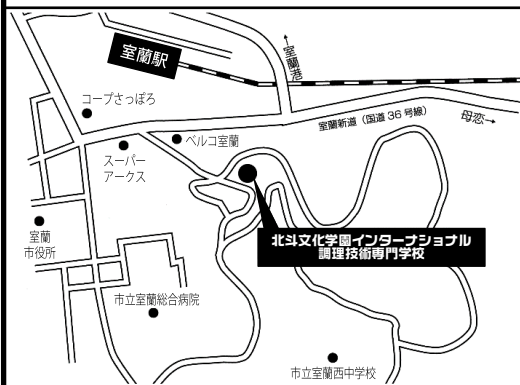 室蘭駅
←室蘭港
コープさっぽろ
室蘭新道（国道36号線）
母恋→
ベルコ室蘭
スーパー
アークス
室蘭
市役所
北斗文化学園インターナショナル
調理技術専門学校
市立室蘭総合病院
市立室蘭西中学校